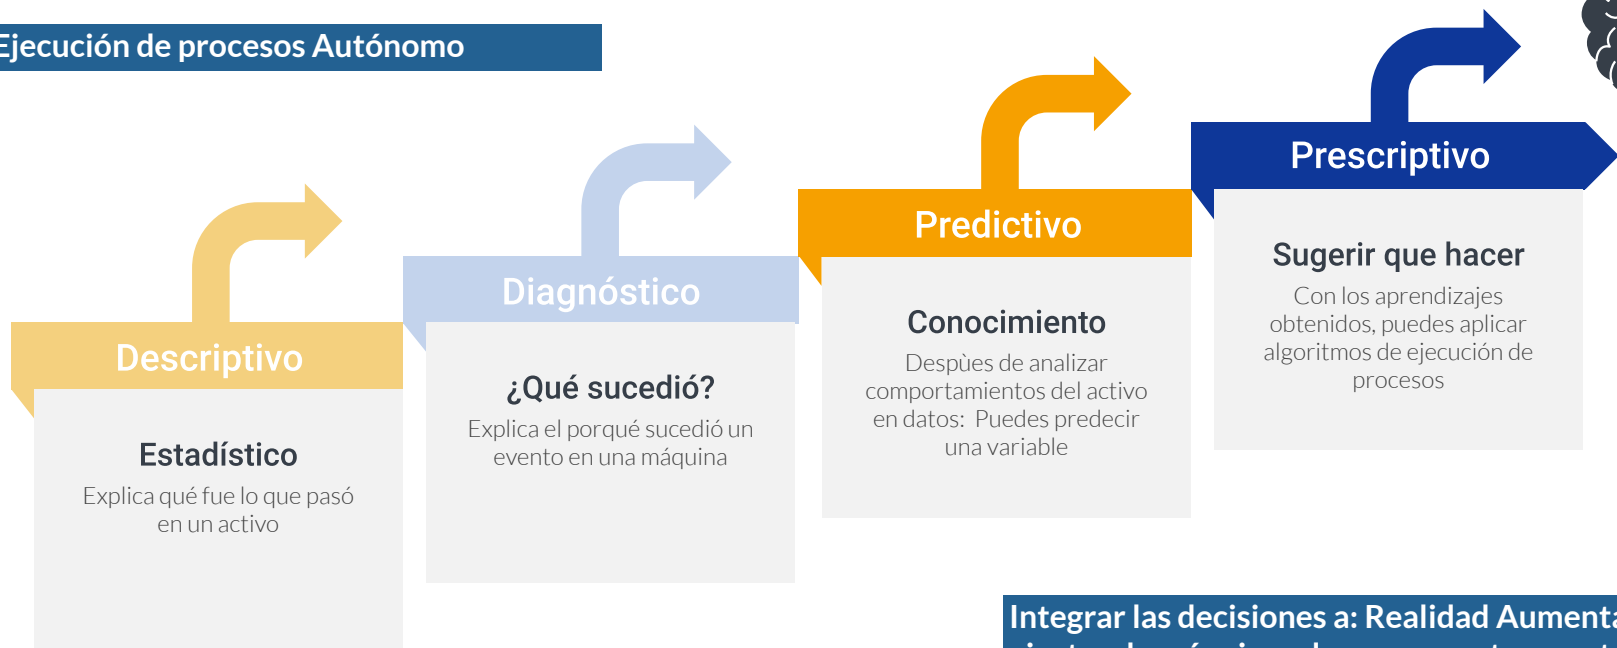 Ejecución de procesos Autónomo
Descriptivo
Estadístico
Explica qué fue lo que pasó
en un activo
Diagnóstico
¿Qué sucedió?
Explica el porqué sucedió un
evento en una máquina
Predictivo
Conocimiento
Despùes de analizar
comportamientos del activo
en datos: Puedes predecir
una variable
Prescriptivo
Sugerir que hacer
Con los aprendizajes
obtenidos, puedes aplicar
algoritmos de ejecución de
procesos
Integrar las decisiones a: Realidad Aumenta